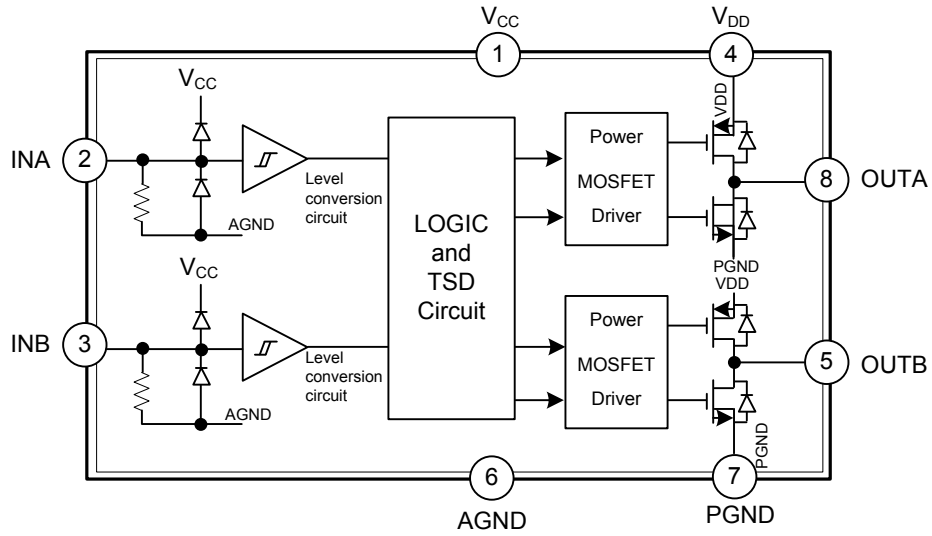 VCC
VDD
1
4
VCC
VDD
INA
2
Level
conversion
circuit
AGND
Power
MOSFET
Driver
8
OUTA
LOGIC
and
TSD
Circuit
PGND
VDD
VCC
INB
3
Level
conversion
circuit
AGND
Power
MOSFET
Driver
5
OUTB
PGND
6
7
AGND
PGND